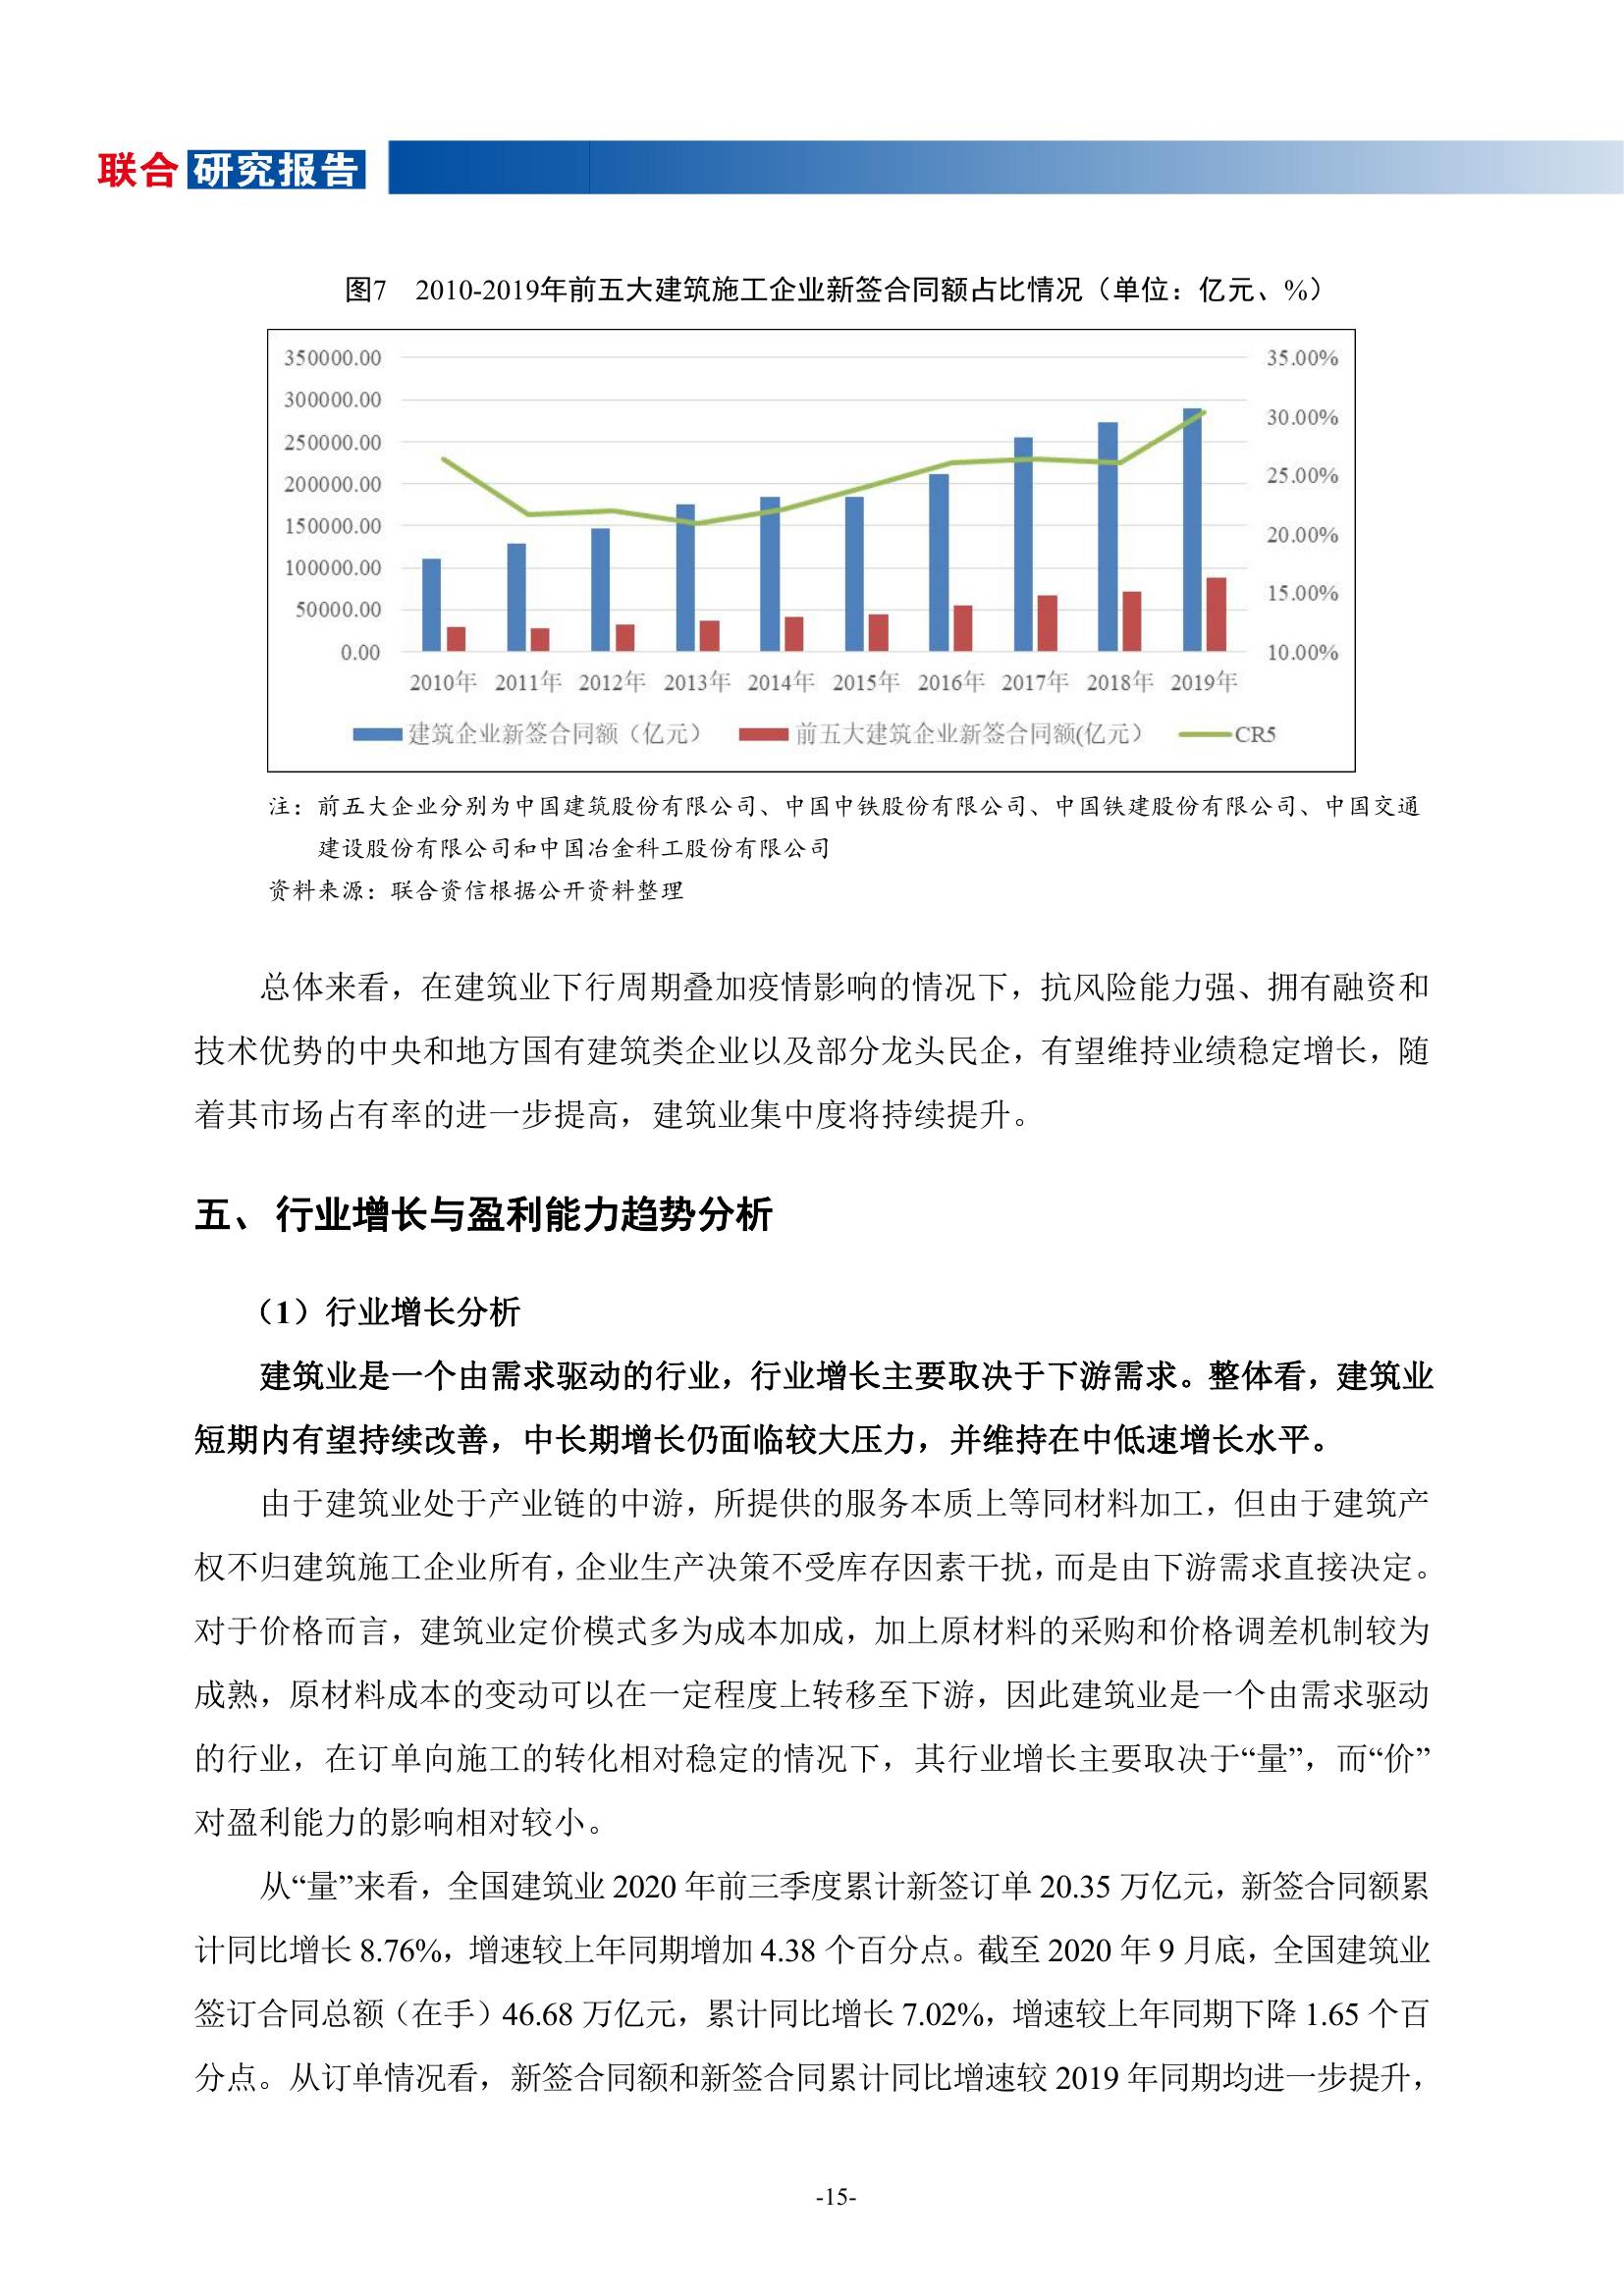 联合 研究报告
图7 2010-2019年前五大建筑施工企业新签合同额占比情况（单位：亿元、%）
350000.00
300000.00
250000.00
200000.00
150000.00
100000.00
50000.00
0.00
35.00%
30.00%
25.00%
20.00%
15.00%
10.00%
2010年 2011年 2012年 2013年 2014年 2015年 2016年 2017年 2018年 2019年
建筑企业新签合同额（亿元） 前五大建筑企业新签合同额(亿元） CR5
注：前五大企业分别为中国建筑股份有限公司、中国中铁股份有限公司、中国铁建股份有限公司、中国交通
建设股份有限公司和中国冶金科工股份有限公司
资料来源：联合资信根据公开资料整理
总体来看，在建筑业下行周期叠加疫情影响的情况下，抗风险能力强、拥有融资和
技术优势的中央和地方国有建筑类企业以及部分龙头民企，有望维持业绩稳定增长，随
着其市场占有率的进一步提高，建筑业集中度将持续提升。
五、 行业增长与盈利能力趋势分析
（1）行业增长分析
建筑业是一个由需求驱动的行业，行业增长主要取决于下游需求。整体看，建筑业
短期内有望持续改善，中长期增长仍面临较大压力，并维持在中低速增长水平。
由于建筑业处于产业链的中游，所提供的服务本质上等同材料加工，但由于建筑产
权不归建筑施工企业所有，企业生产决策不受库存因素干扰，而是由下游需求直接决定。
对于价格而言，建筑业定价模式多为成本加成，加上原材料的采购和价格调差机制较为
成熟，原材料成本的变动可以在一定程度上转移至下游，因此建筑业是一个由需求驱动
的行业，在订单向施工的转化相对稳定的情况下，其行业增长主要取决于“量”，而“价”
对盈利能力的影响相对较小。
从“量”来看，全国建筑业 2020 年前三季度累计新签订单 20.35 万亿元，新签合同额累
计同比增长 8.76%，增速较上年同期增加 4.38 个百分点。截至 2020 年 9 月底，全国建筑业
签订合同总额（在手）46.68 万亿元，累计同比增长 7.02%，增速较上年同期下降 1.65 个百
分点。从订单情况看，新签合同额和新签合同累计同比增速较 2019 年同期均进一步提升，
-15-